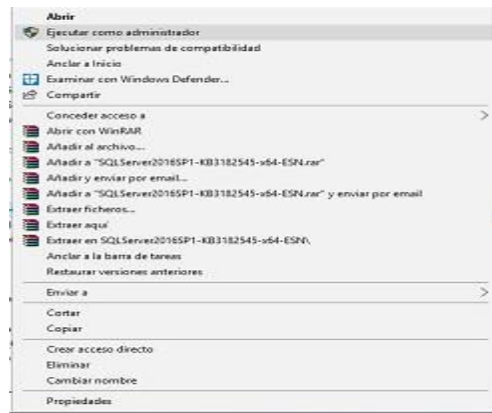 Abrir
Ejecutar como administrador
Solucionar problemas de compatibilidad
Anclar a Inicio
Examinar con Windows Defender...
Compartir
Conceder acceso a
Abrir con WinRAR
Añadir al archivo...
Añadir a "SQLServer2016SP1-KB3182545-x64-ESN.rar"
Añadir y enviar por email...
Añadir a "SQLServer2016SP1-KB3182545-x64-ESN.rar" y enviar por email
Extraer ficheros...
Extraer aquí
Extraer en SQLServer2016SP1-KB3182545-x64-ESN\
Anclar a la barra de tareas
Restaurar versiones anteriores
Enviar a
Cortar
Copiar
Crear acceso directo
Eliminar
Cambiar nombre
Propiedades